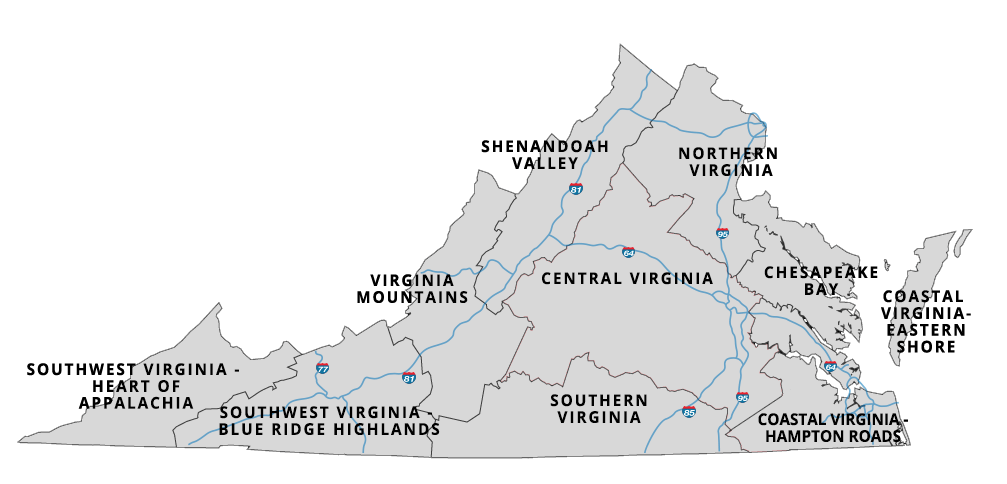 SHENANDOAH
VALLEY
NORTHERN
VIRGINIA
81
95
64
VIRGINIA
MOUNTAINS
CENTRAL VIRGINIA
CHESAPEAKE
BAY
COASTAL
VIRGINIA-
EASTERN
SHORE
SOUTHWEST VIRGINIA -
HEART OF
APPALACHIA
77
81
64
SOUTHWEST VIRGINIA -
BLUE RIDGE HIGHLANDS
SOUTHERN
VIRGINIA
85
95
COASTAL VIRGINIA -
HAMPTON ROADS